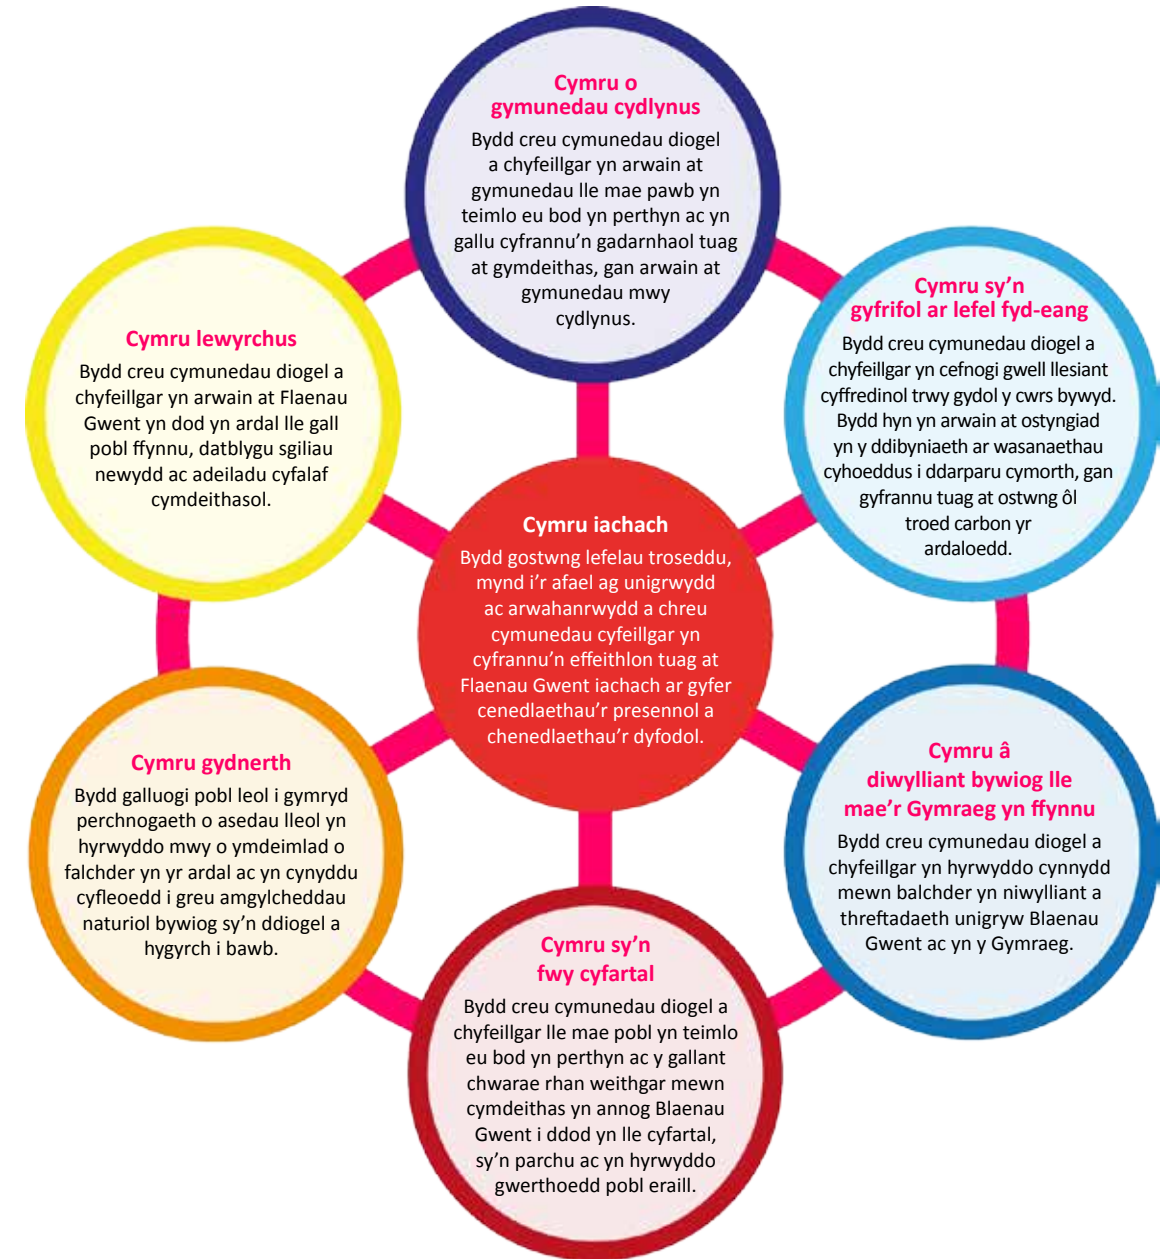 Cymru o
gymunedau cydlynus
Bydd creu cymunedau diogel
a chyfeillgar yn arwain at
gymunedau lle mae pawb yn
teimlo eu bod yn perthyn ac yn
gallu cyfrannu’n gadarnhaol tuag
at gymdeithas, gan arwain at
gymunedau mwy
cydlynus.
Cymru sy’n
gyfrifol ar lefel fyd-eang
Bydd creu cymunedau diogel a
chyfeillgar yn cefnogi gwell llesiant
cyffredinol trwy gydol y cwrs bywyd.
Bydd hyn yn arwain at ostyngiad
yn y ddibyniaeth ar wasanaethau
cyhoeddus i ddarparu cymorth, gan
gyfrannu tuag at ostwng ôl
troed carbon yr
ardaloedd.
Cymru lewyrchus
Bydd creu cymunedau diogel a
chyfeillgar yn arwain at Flaenau
Gwent yn dod yn ardal lle gall
pobl ffynnu, datblygu sgiliau
newydd ac adeiladu cyfalaf
cymdeithasol.
Cymru iachach
Bydd gostwng lefelau troseddu,
mynd i’r afael ag unigrwydd
ac arwahanrwydd a chreu
cymunedau cyfeillgar yn
cyfrannu’n effeithlon tuag at
Flaenau Gwent iachach ar gyfer
cenedlaethau’r presennol a
chenedlaethau’r dyfodol.
Cymru gydnerth
Bydd galluogi pobl leol i gymryd
perchnogaeth o asedau lleol yn
hyrwyddo mwy o ymdeimlad o
falchder yn yr ardal ac yn cynyddu
cyfleoedd i greu amgylcheddau
naturiol bywiog sy’n ddiogel a
hygyrch i bawb.
Cymru â
diwylliant bywiog lle
mae’r Gymraeg yn ffynnu
Bydd creu cymunedau diogel a
chyfeillgar yn hyrwyddo cynnydd
mewn balchder yn niwylliant a
threftadaeth unigryw Blaenau
Gwent ac yn y Gymraeg.
Cymru sy’n
fwy cyfartal
Bydd creu cymunedau diogel a
chyfeillgar lle mae pobl yn teimlo
eu bod yn perthyn ac y gallant
chwarae rhan weithgar mewn
cymdeithas yn annog Blaenau
Gwent i ddod yn lle cyfartal,
sy’n parchu ac yn hyrwyddo
gwerthoedd pobl eraill.